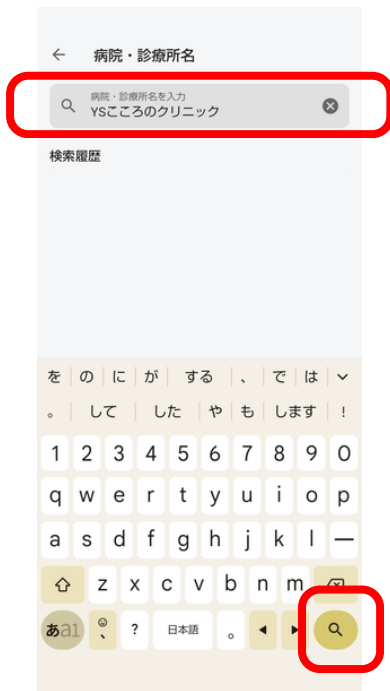 病院・診療所名
病院・診療所名を入力
YSこころのクリニック
検索履歴
を の に が する 、 で は
。 して した や も します !
1 2 3 4 5 6 7 8 9 0
q w e r t y u i o p
a s d f g h j k l ー
z x c v b n m
あa1 、 ? 日本語 。